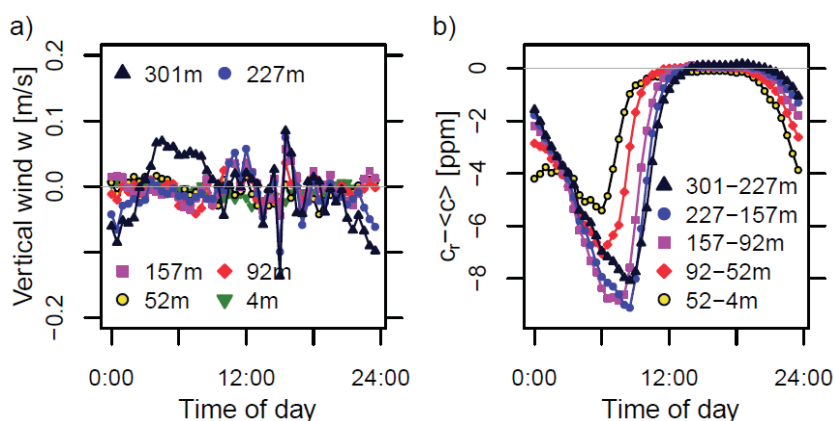 a)
Vertical wind w [m/s]
0.2
0.1
0.0
−0.2
301m 227m
157m 92m
52m 4m
0:00 12:00 24:00
Time of day
b)
cr−<c> [ppm]
0
−2
−4
−6
−8
301−227m
227−157m
157−92m
92−52m
52−4m
0:00 12:00 24:00
Time of day